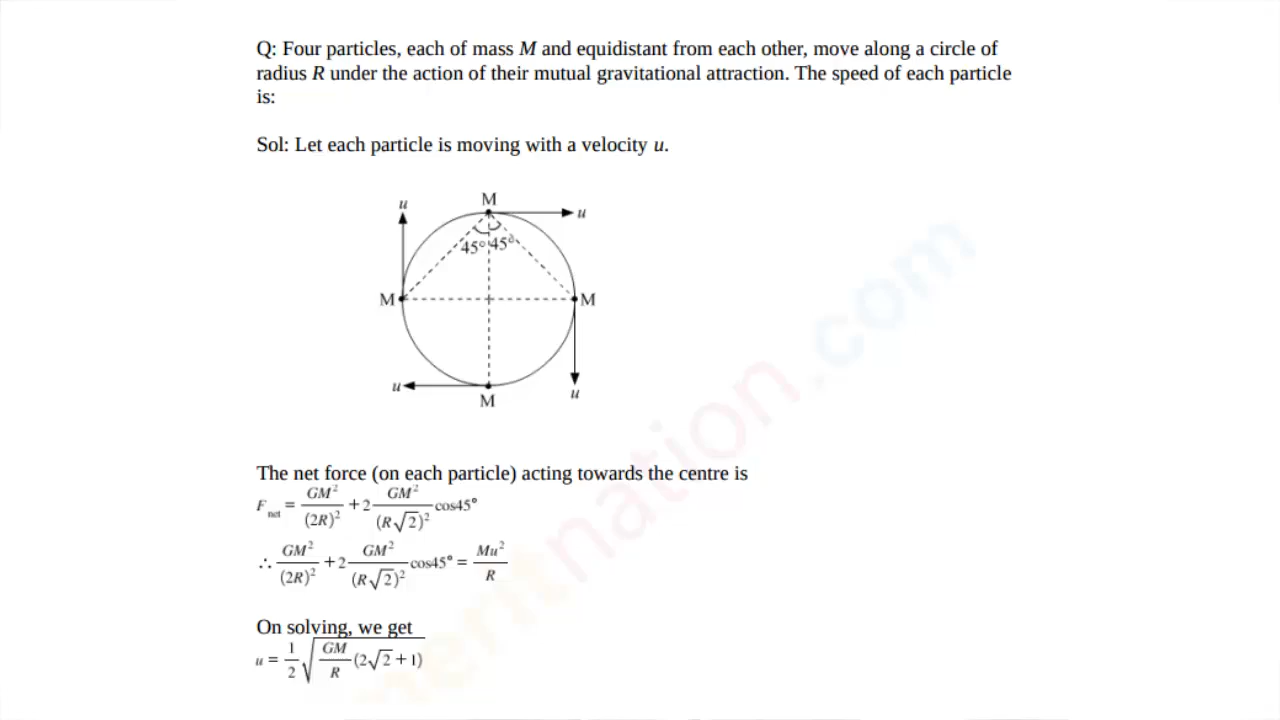 Q: Four particles, each of mass M and equidistant from each other, move along a circle of
radius R under the action of their mutual gravitational attraction. The speed of each particle
is:
Sol: Let each particle is moving with a velocity u.
u
M
u
45° 45°
M
M
u
M
u
The net force (on each particle) acting towards the centre is
F_net = GM²/(2R)² + 2 GM²/(R√2)² cos45°
∴ GM²/(2R)² + 2 GM²/(R√2)² cos45° = Mu²/R
On solving, we get
u = 1/2 √(GM/R (2√2 + 1))
meritnation.com